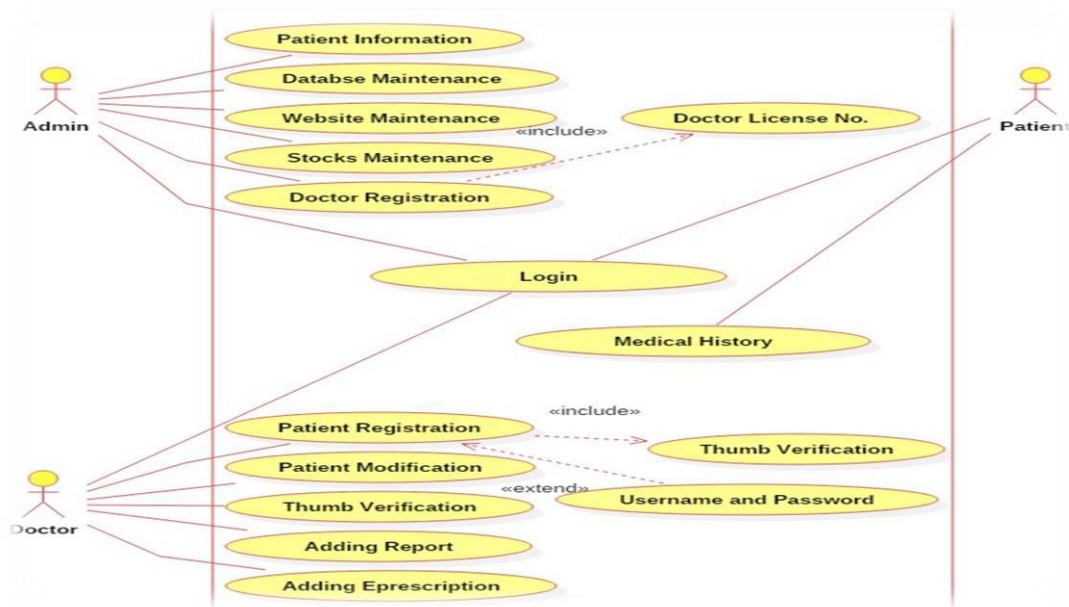 Patient Information
Databse Maintenance
Admin
Website Maintenance
Doctor License No.
Patient
«include»
Stocks Maintenance
Doctor Registration
Login
Medical History
«include»
Patient Registration
Thumb Verification
Patient Modification
«extend»
Username and Password
Thumb Verification
Doctor
Adding Report
Adding Eprescription